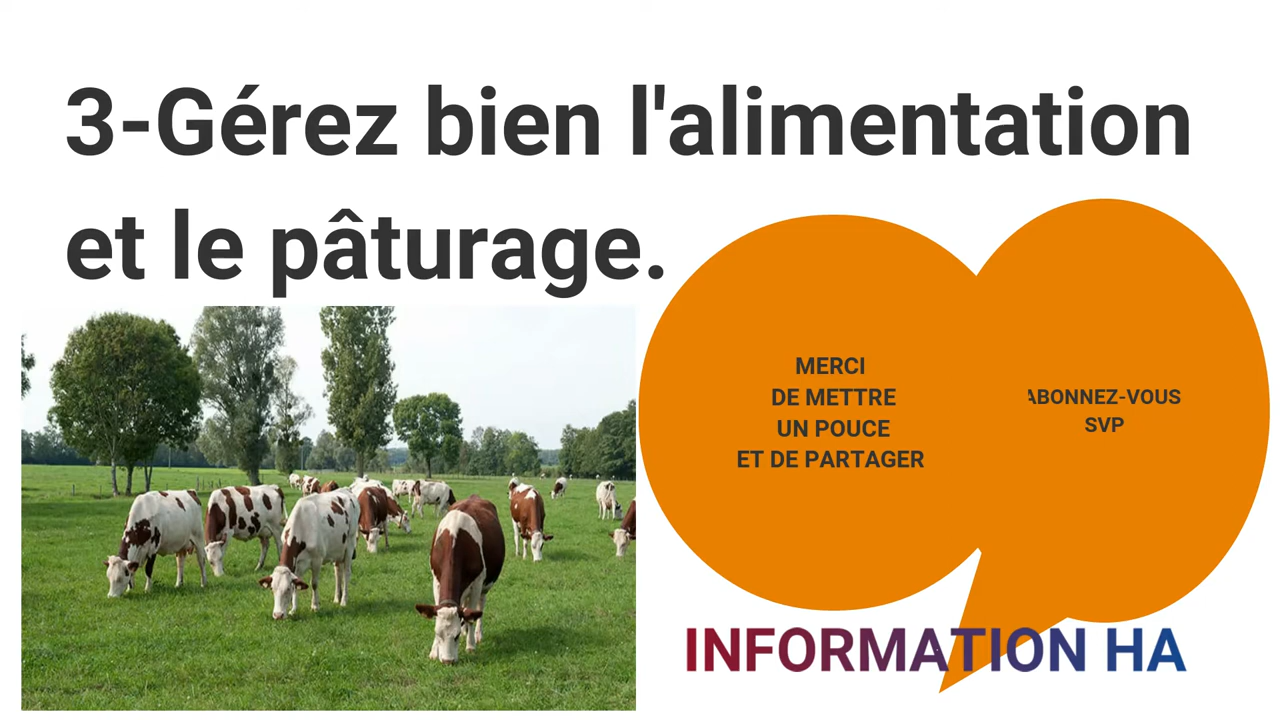 3-Gérez bien l'alimentation
et le pâturage.
MERCI
DE METTRE
UN POUCE
ET DE PARTAGER
ABONNEZ-VOUS
SVP
INFORMATION HA